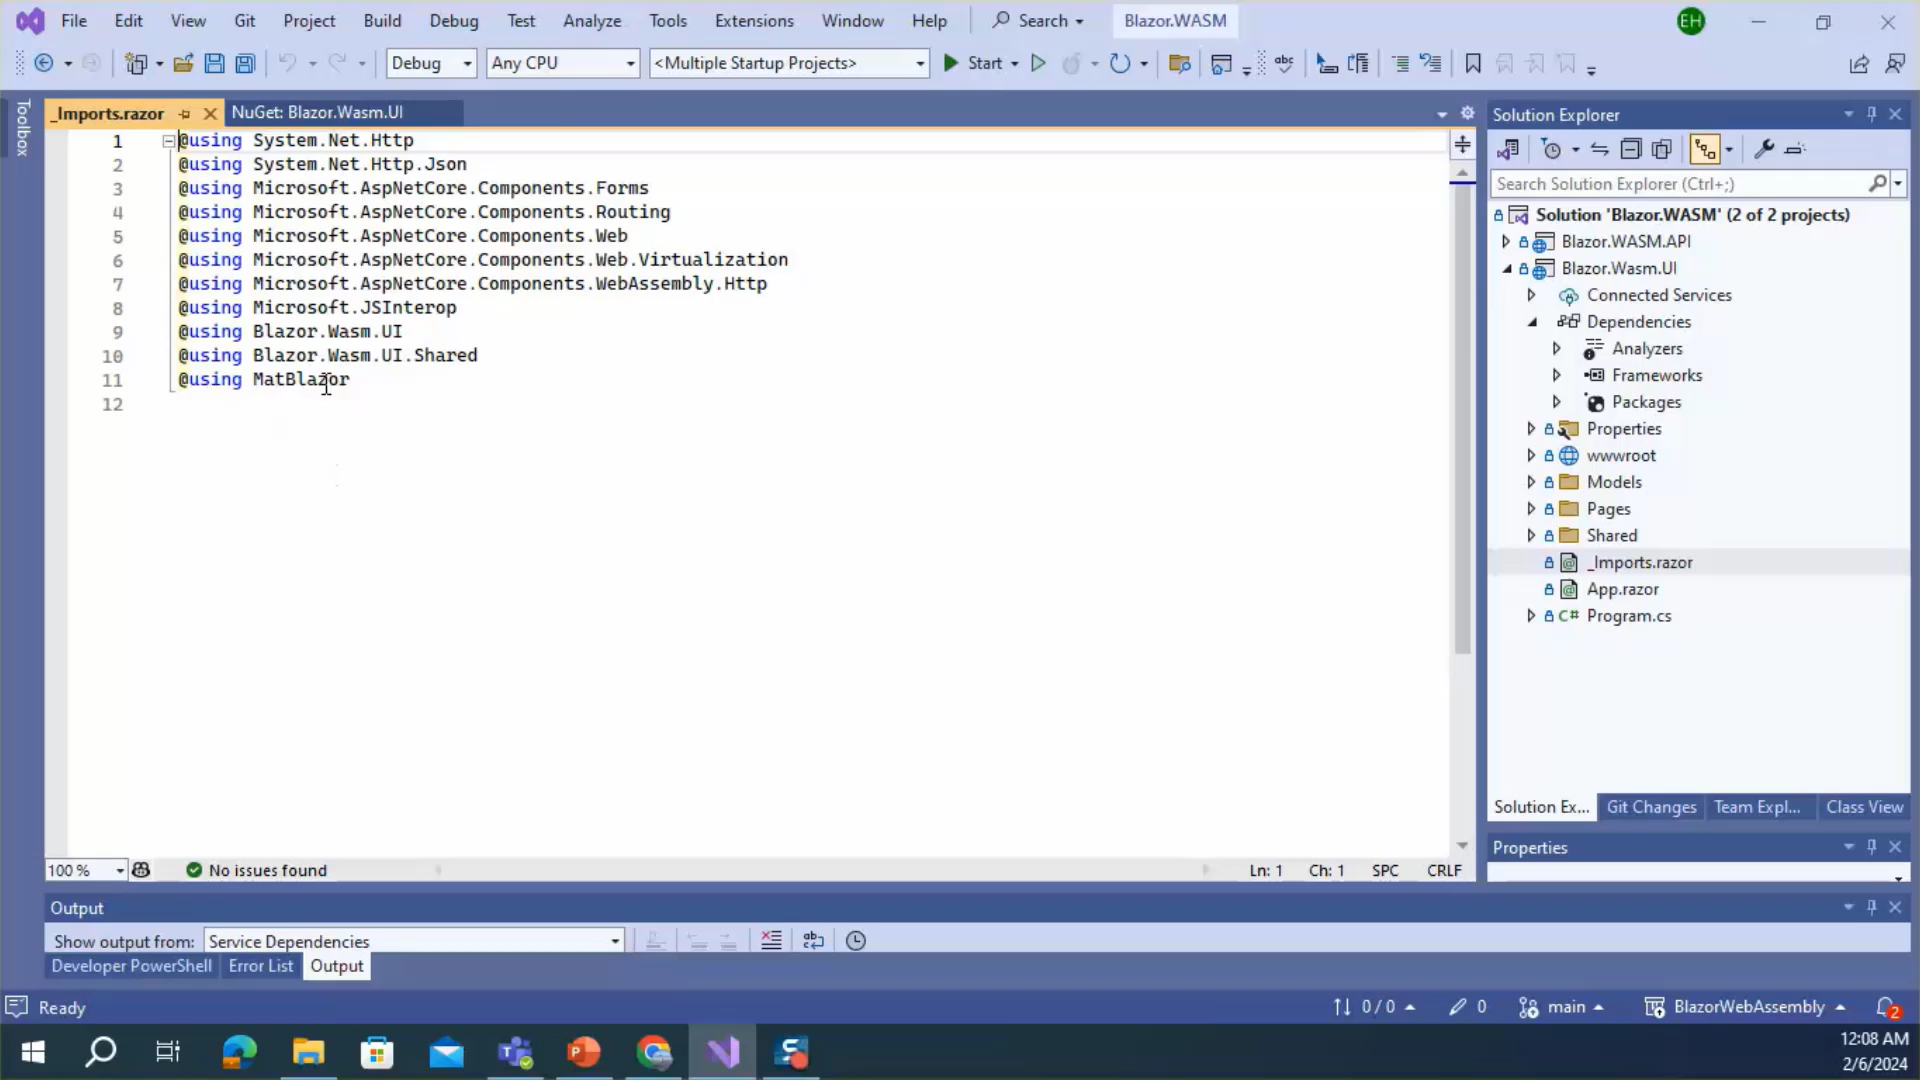 File Edit View Git Project Build Debug Test Analyze Tools Extensions Window Help Search Blazor.WASM EH
Debug Any CPU <Multiple Startup Projects> Start
Toolbox
_Imports.razor NuGet: Blazor.Wasm.UI
1 @using System.Net.Http
2 @using System.Net.Http.Json
3 @using Microsoft.AspNetCore.Components.Forms
4 @using Microsoft.AspNetCore.Components.Routing
5 @using Microsoft.AspNetCore.Components.Web
6 @using Microsoft.AspNetCore.Components.Web.Virtualization
7 @using Microsoft.AspNetCore.Components.WebAssembly.Http
8 @using Microsoft.JSInterop
9 @using Blazor.Wasm.UI
10 @using Blazor.Wasm.UI.Shared
11 @using MatBlazor
12
100 % No issues found Ln: 1 Ch: 1 SPC CRLF
Solution Explorer
Search Solution Explorer (Ctrl+;)
Solution 'Blazor.WASM' (2 of 2 projects)
Blazor.WASM.API
Blazor.Wasm.UI
Connected Services
Dependencies
Analyzers
Frameworks
Packages
Properties
wwwroot
Models
Pages
Shared
_Imports.razor
App.razor
C# Program.cs
Solution Ex... Git Changes Team Expl... Class View
Properties
Output
Show output from: Service Dependencies
Developer PowerShell Error List Output
Ready 0 / 0 0 main BlazorWebAssembly 2
12:08 AM
2/6/2024